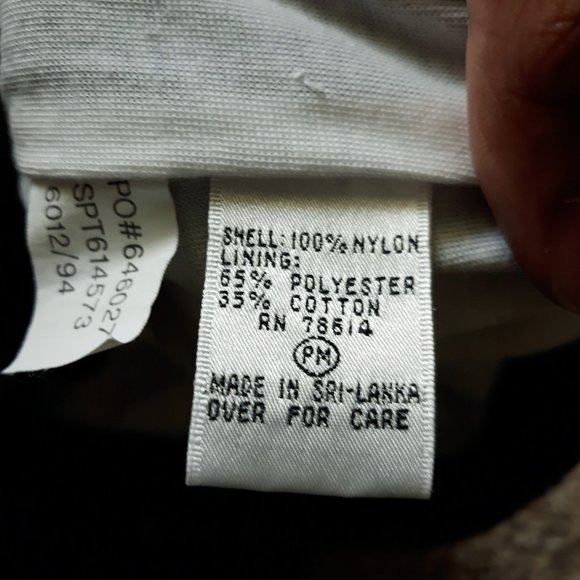 PO#646027
SPT614573
6012/94
SHELL: 100% NYLON
LINING:
65% POLYESTER
35% COTTON
RN 78614
PM
MADE IN SRI-LANKA
OVER FOR CARE